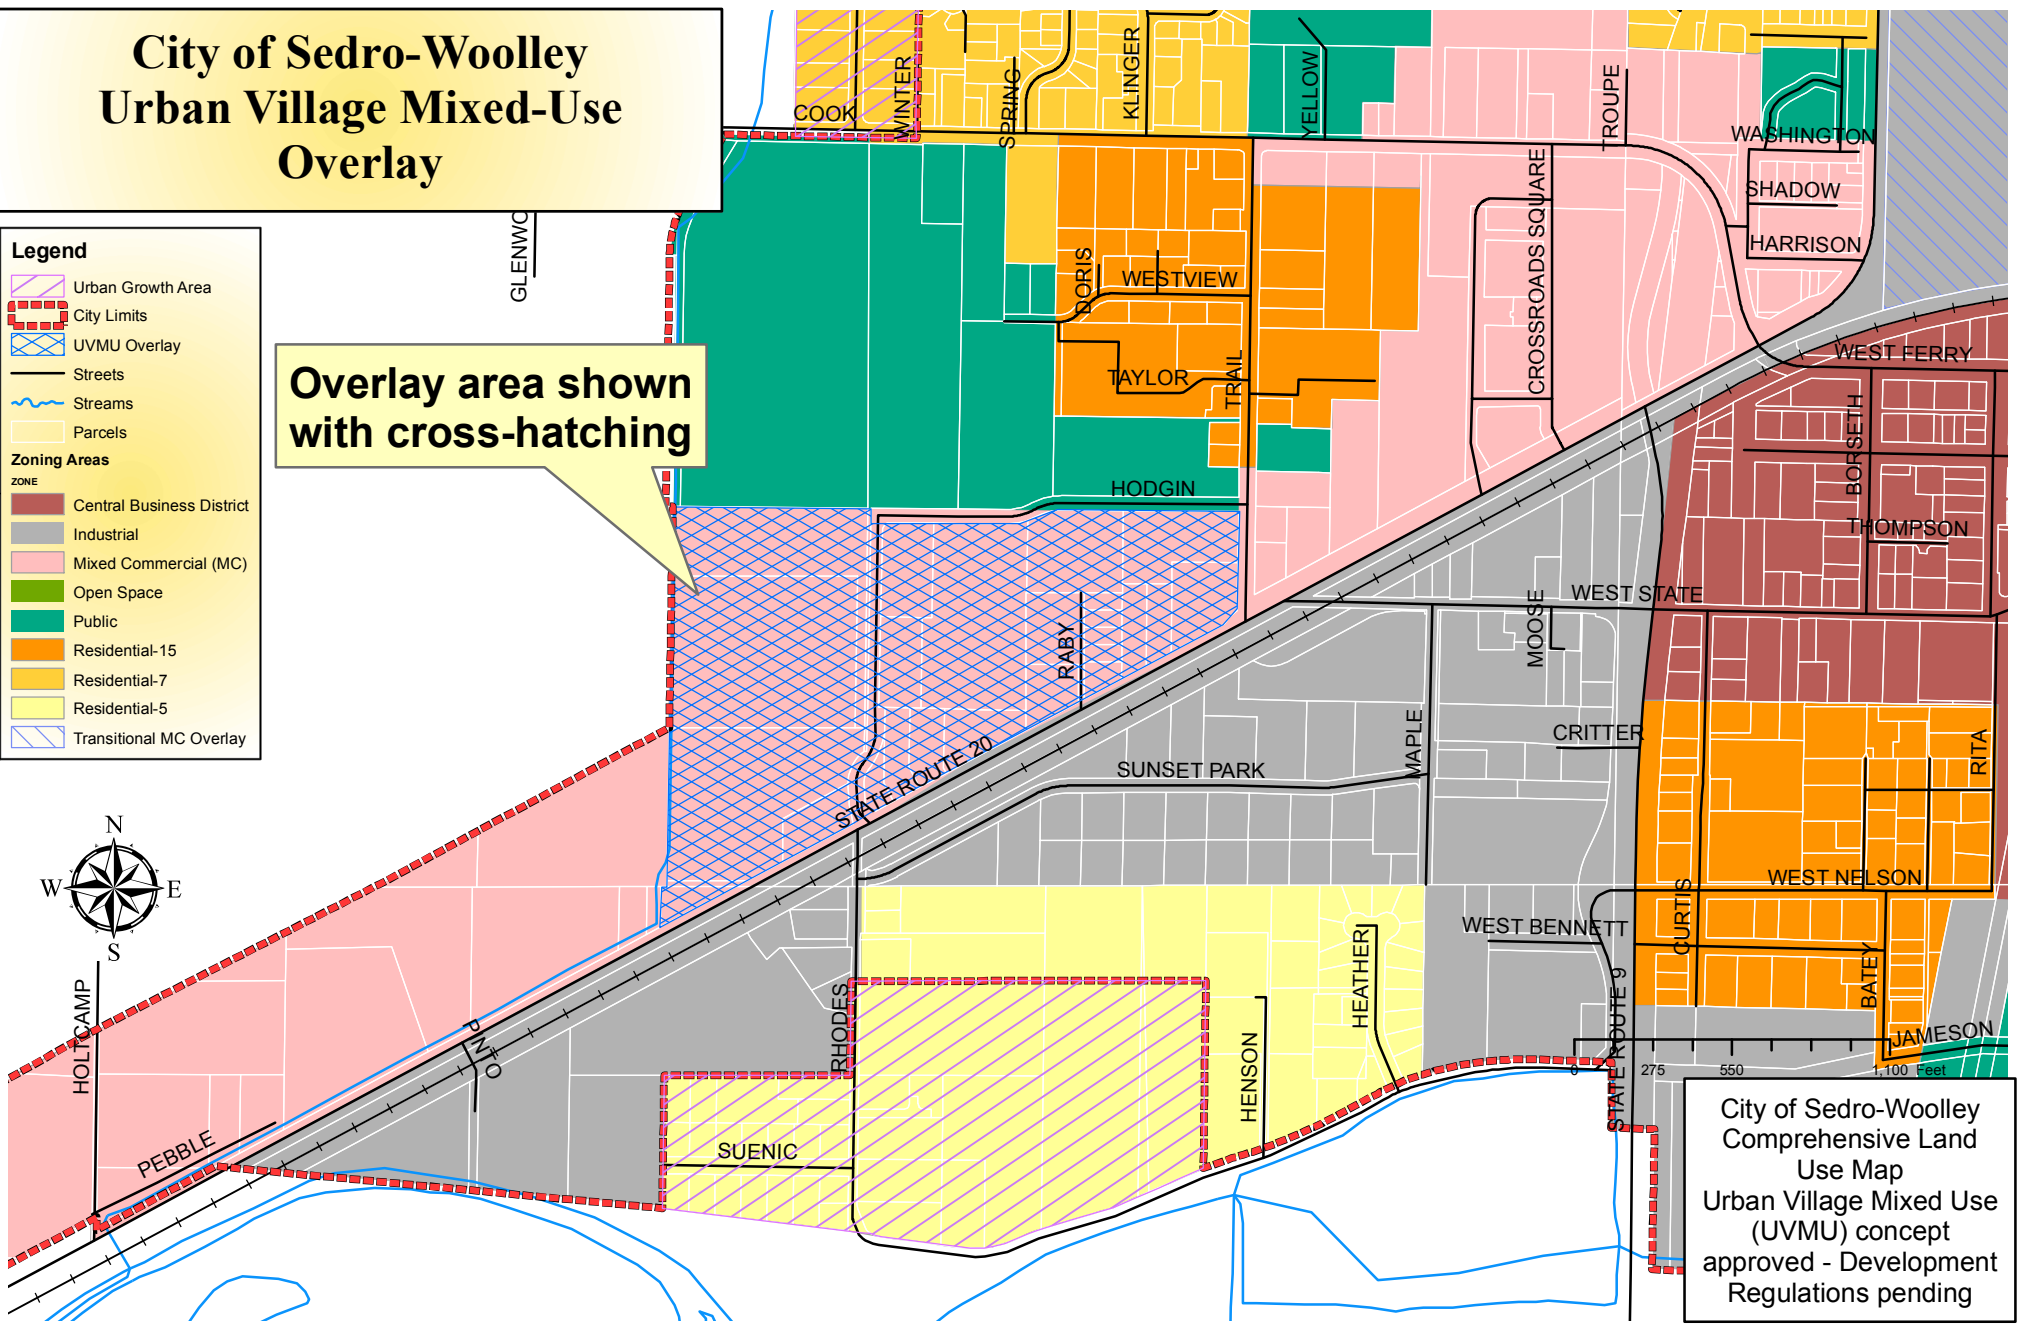 City of Sedro-Woolley
Urban Village Mixed-Use
Overlay
Legend
Urban Growth Area
City Limits
UVMU Overlay
Streets
Streams
Parcels
Zoning Areas
ZONE
Central Business District
Industrial
Mixed Commercial (MC)
Open Space
Public
Residential-15
Residential-7
Residential-5
Transitional MC Overlay
Overlay area shown
with cross-hatching
COOK
WINTER
SPRING
KLINGER
YELLOW
TROUPE
WASHINGTON
SHADOW
HARRISON
GLENWO
DORIS
WESTVIEW
CROSSROADS SQUARE
TAYLOR
TRAIL
WEST FERRY
BORSETH
HODGIN
THOMPSON
WEST STATE
MOOSE
RABY
MAPLE
CRITTER
RITA
STATE ROUTE 20
SUNSET PARK
WEST NELSON
CURTIS
WEST BENNETT
BATEY
HEATHER
HENSON
RHODES
STATE ROUTE 9
JAMESON
HOLTCAMP
PINTO
PEBBLE
SUENIC
N
W E
S
0 275 550 1,100 Feet
City of Sedro-Woolley
Comprehensive Land
Use Map
Urban Village Mixed Use
(UVMU) concept
approved - Development
Regulations pending